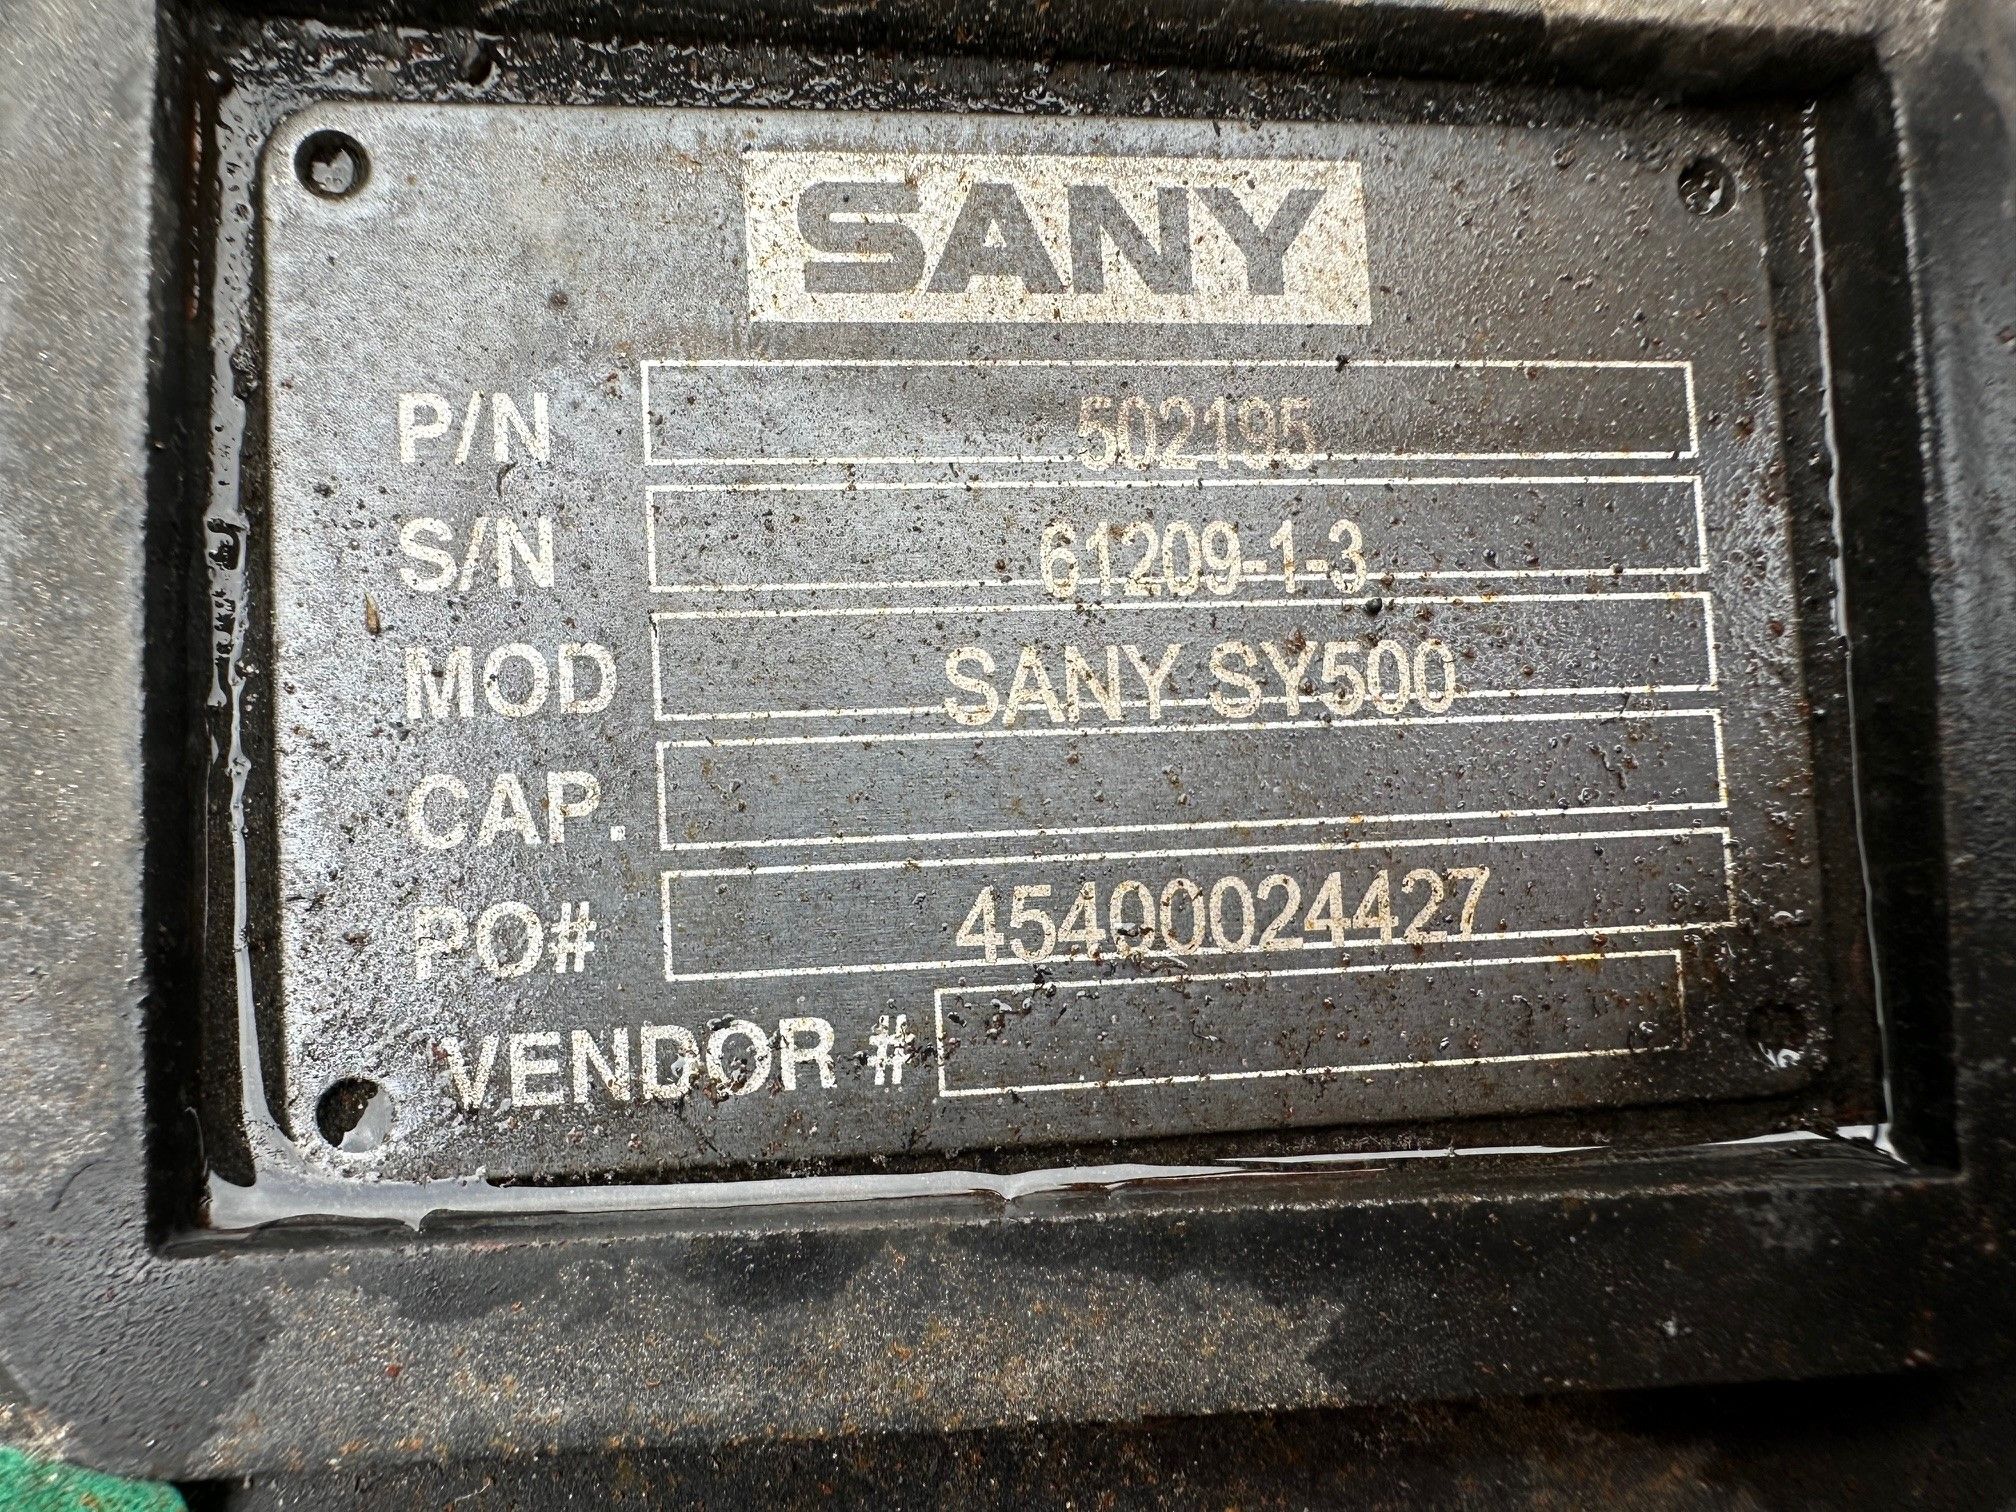 SANY
P/N 502195
S/N 61209-1-3
MOD SANY SY500
CAP.
PO# 45400024427
VENDOR #